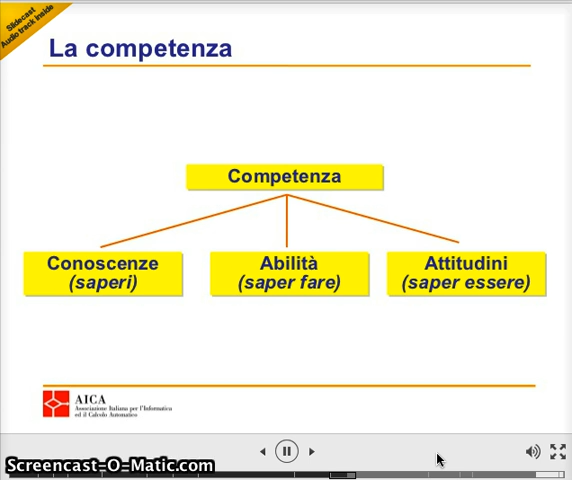 Slidecast
Audio track inside
La competenza
Competenza
Conoscenze
(saperi)
Abilità
(saper fare)
Attitudini
(saper essere)
AICA
Associazione Italiana per l'Informatica
ed il Calcolo Automatico
Screencast-O-Matic.com